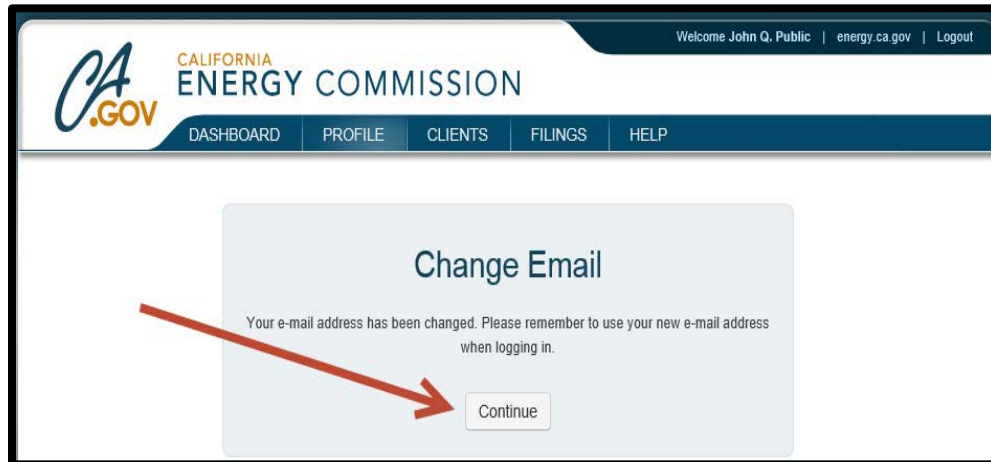 Welcome John Q. Public | energy.ca.gov | Logout
CA
.GOV
CALIFORNIA
ENERGY COMMISSION
DASHBOARD PROFILE CLIENTS FILINGS HELP
Change Email
Your e-mail address has been changed. Please remember to use your new e-mail address
when logging in.
Continue